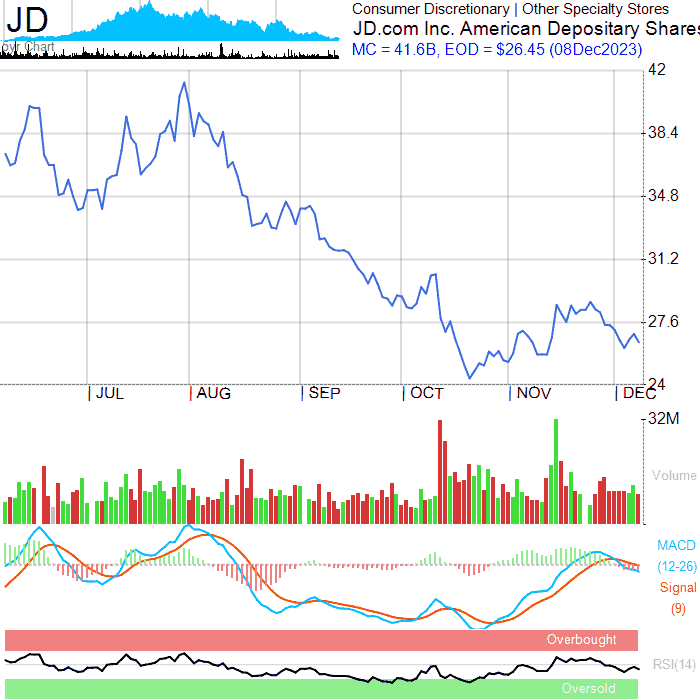 JD
Consumer Discretionary | Other Specialty Stores
JD.com Inc. American Depositary Shares
MC = 41.6B, EOD = $26.45 (08Dec2023)
Chart
42
38.4
34.8
31.2
27.6
24
JUL AUG SEP OCT NOV DEC
32M
Volume
MACD
(12-26)
Signal
(9)
Overbought
RSI(14)
Oversold